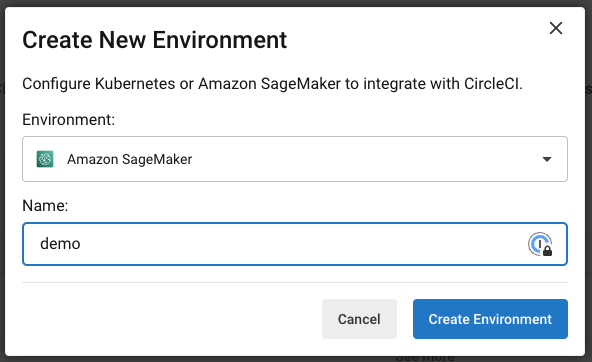 Create New Environment
Configure Kubernetes or Amazon SageMaker to integrate with CircleCI.
Environment:
Amazon SageMaker
Name:
demo
Cancel
Create Environment
See more